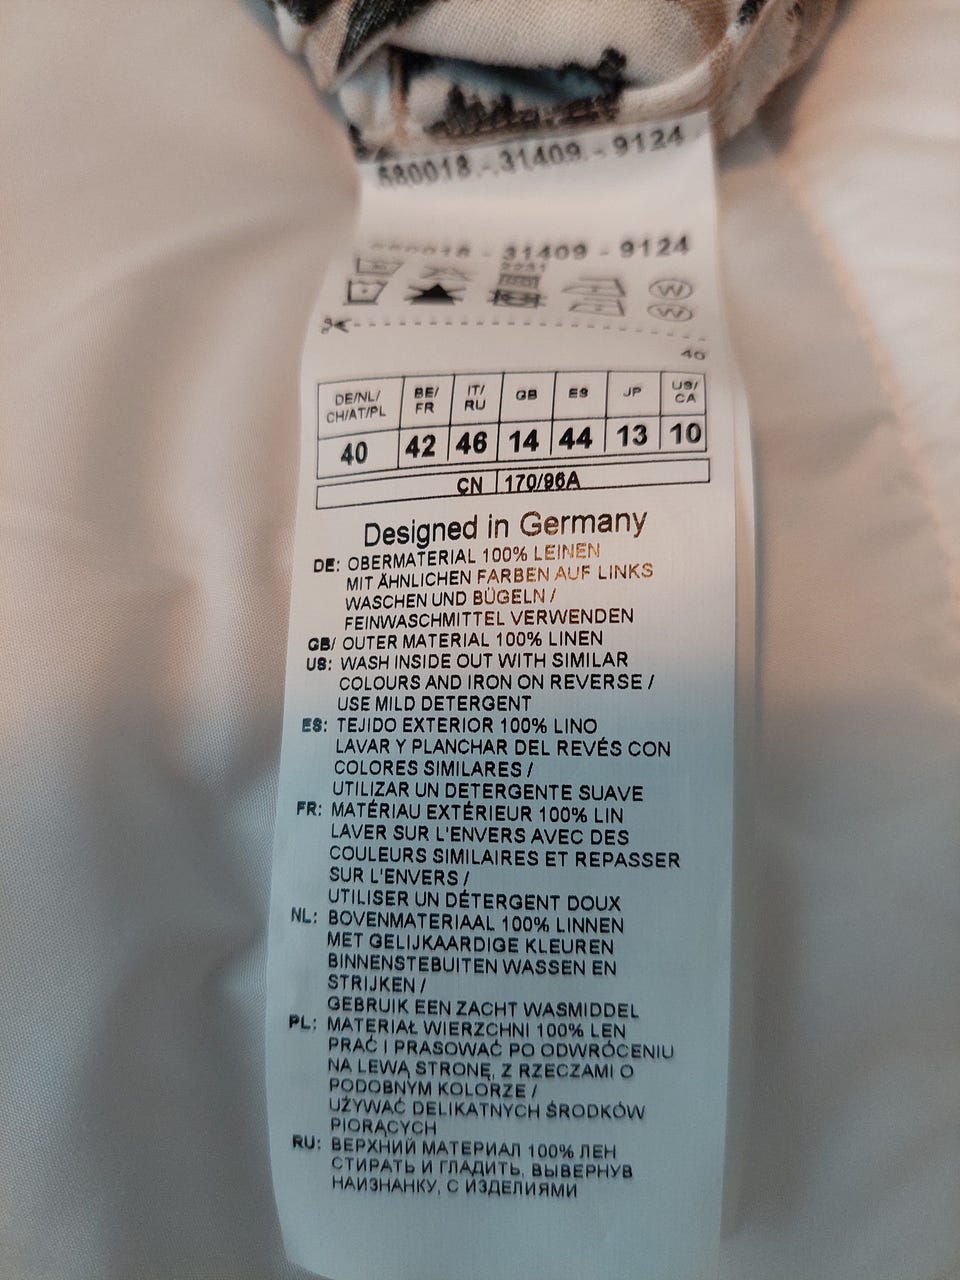 580018.-.31409.-.9124
31409 - 9124
W
W
40
DE/NL/ CH/AT/PL BE/ FR IT/ RU GB ES JP US/ CA
40 42 46 14 44 13 10
CN 170/96A
Designed in Germany
DE: OBERMATERIAL 100% LEINEN
MIT ÄHNLICHEN FARBEN AUF LINKS
WASCHEN UND BÜGELN /
FEINWASCHMITTEL VERWENDEN
GB/ OUTER MATERIAL 100% LINEN
US: WASH INSIDE OUT WITH SIMILAR
COLOURS AND IRON ON REVERSE /
USE MILD DETERGENT
ES: TEJIDO EXTERIOR 100% LINO
LAVAR Y PLANCHAR DEL REVÉS CON
COLORES SIMILARES /
UTILIZAR UN DETERGENTE SUAVE
FR: MATÉRIAU EXTÉRIEUR 100% LIN
LAVER SUR L'ENVERS AVEC DES
COULEURS SIMILAIRES ET REPASSER
SUR L'ENVERS /
UTILISER UN DÉTERGENT DOUX
NL: BOVENMATERIAAL 100% LINNEN
MET GELIJKAARDIGE KLEUREN
BINNENSTEBUITEN WASSEN EN
STRIJKEN /
GEBRUIK EEN ZACHT WASMIDDEL
PL: MATERIAŁ WIERZCHNI 100% LEN
PRAĆ I PRASOWAĆ PO ODWRÓCENIU
NA LEWĄ STRONĘ, Z RZECZAMI O
PODOBNYM KOLORZE /
UŻYWAĆ DELIKATNYCH ŚRODKÓW
PIORĄCYCH
RU: ВЕРХНИЙ МАТЕРИАЛ 100% ЛЕН
СТИРАТЬ И ГЛАДИТЬ, ВЫВЕРНУВ
НАИЗНАНКУ, С ИЗДЕЛИЯМИ